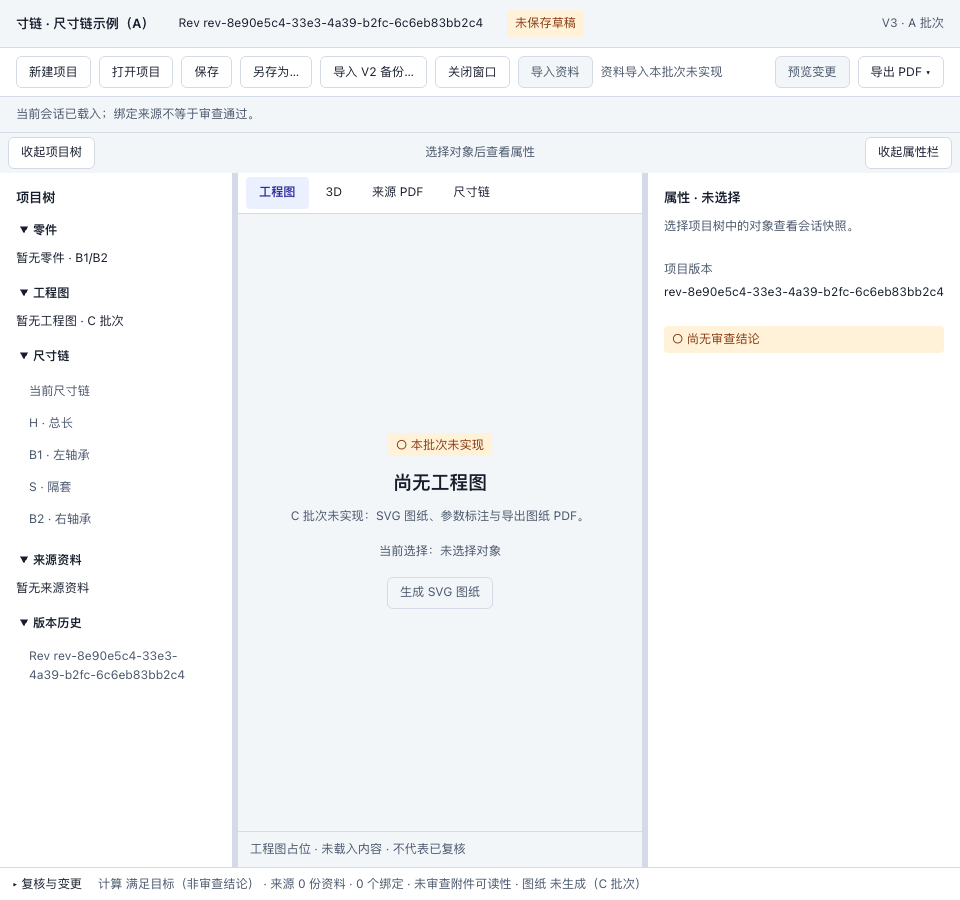 寸链 · 尺寸链示例（A） Rev rev-8e90e5c4-33e3-4a39-b2fc-6c6eb83bb2c4 未保存草稿 V3 · A 批次
新建项目 打开项目 保存 另存为... 导入 V2 备份... 关闭窗口 导入资料 资料导入本批次未实现 预览变更 导出 PDF ▾
当前会话已载入；绑定来源不等于审查通过。
收起项目树 选择对象后查看属性 收起属性栏
项目树
▼ 零件
暂无零件 · B1/B2
▼ 工程图
暂无工程图 · C 批次
▼ 尺寸链
当前尺寸链
H · 总长
B1 · 左轴承
S · 隔套
B2 · 右轴承
▼ 来源资料
暂无来源资料
▼ 版本历史
Rev rev-8e90e5c4-33e3-
4a39-b2fc-6c6eb83bb2c4
工程图 3D 来源 PDF 尺寸链
○ 本批次未实现
尚无工程图
C 批次未实现：SVG 图纸、参数标注与导出图纸 PDF。
当前选择：未选择对象
生成 SVG 图纸
工程图占位 · 未载入内容 · 不代表已复核
属性 · 未选择
选择项目树中的对象查看会话快照。
项目版本
rev-8e90e5c4-33e3-4a39-b2fc-6c6eb83bb2c4
○ 尚无审查结论
▸ 复核与变更 计算 满足目标（非审查结论） · 来源 0 份资料 · 0 个绑定 · 未审查附件可读性 · 图纸 未生成（C 批次）